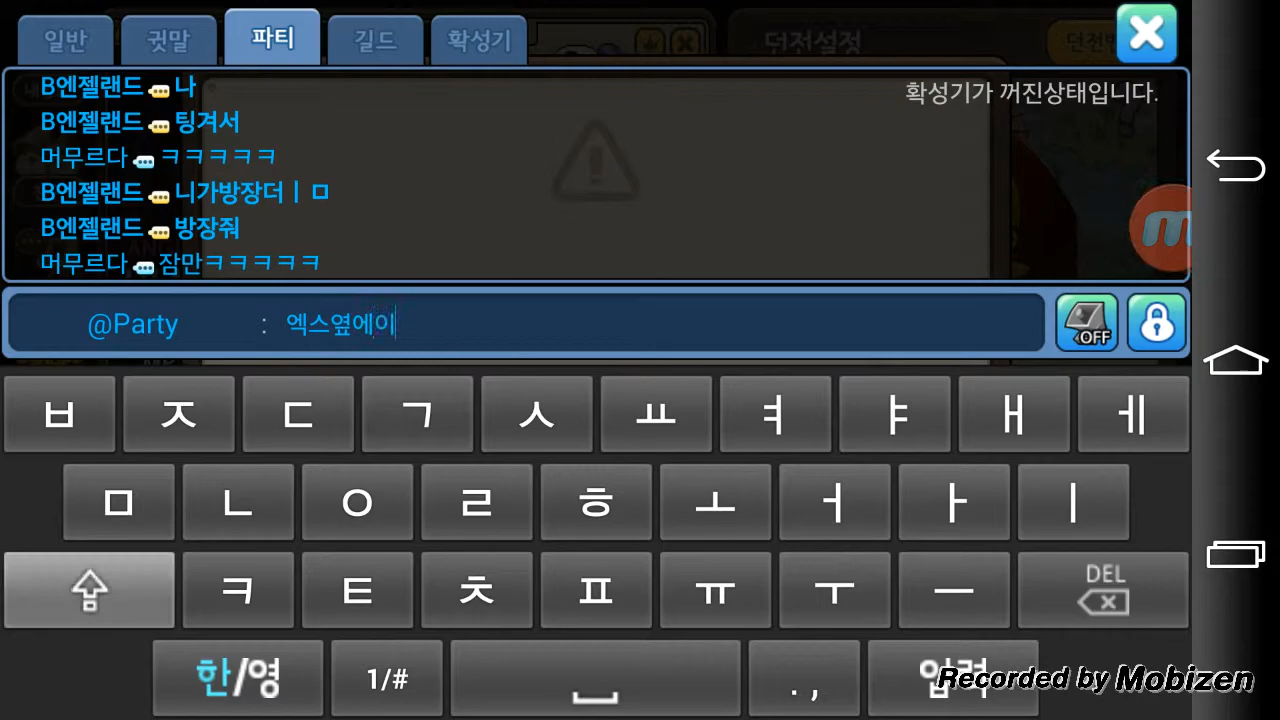 일반 귓말 파티 길드 확성기 던전설정
B엔젤랜드 나
확성기가 꺼진상태입니다.
B엔젤랜드 팅겨서
머무르다 ㅋㅋㅋㅋㅋ
B엔젤랜드 니가방장더ㅣㅁ
B엔젤랜드 방장줘
머무르다 잠만ㅋㅋㅋㅋㅋ
@Party : 엑스옆에이
OFF
ㅂ ㅈ ㄷ ㄱ ㅅ ㅛ ㅕ ㅑ ㅐ ㅔ
ㅁ ㄴ ㅇ ㄹ ㅎ ㅗ ㅓ ㅏ ㅣ
ㅋ ㅌ ㅊ ㅍ ㅠ ㅜ ㅡ DEL
한/영 1/# . , 입력
Recorded by Mobizen